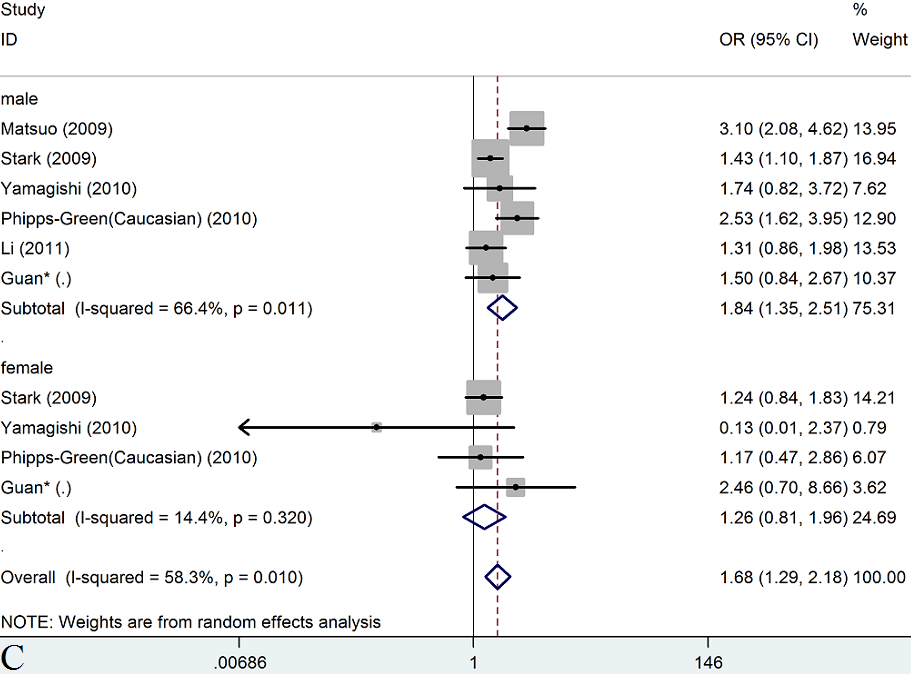 Study %
ID OR (95% CI) Weight
male
Matsuo (2009) 3.10 (2.08, 4.62) 13.95
Stark (2009) 1.43 (1.10, 1.87) 16.94
Yamagishi (2010) 1.74 (0.82, 3.72) 7.62
Phipps-Green(Caucasian) (2010) 2.53 (1.62, 3.95) 12.90
Li (2011) 1.31 (0.86, 1.98) 13.53
Guan* (.) 1.50 (0.84, 2.67) 10.37
Subtotal (I-squared = 66.4%, p = 0.011) 1.84 (1.35, 2.51) 75.31
.
female
Stark (2009) 1.24 (0.84, 1.83) 14.21
Yamagishi (2010) 0.13 (0.01, 2.37) 0.79
Phipps-Green(Caucasian) (2010) 1.17 (0.47, 2.86) 6.07
Guan* (.) 2.46 (0.70, 8.66) 3.62
Subtotal (I-squared = 14.4%, p = 0.320) 1.26 (0.81, 1.96) 24.69
.
Overall (I-squared = 58.3%, p = 0.010) 1.68 (1.29, 2.18) 100.00
NOTE: Weights are from random effects analysis
C .00686 1 146